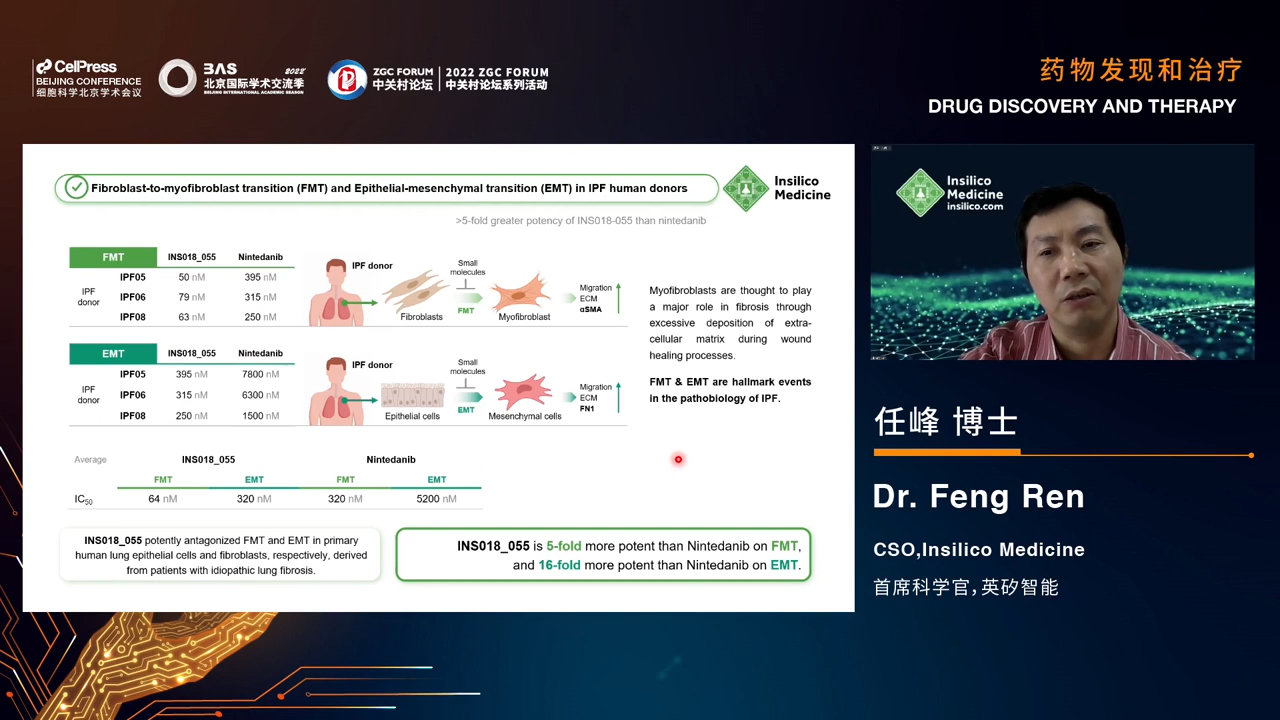 CellPress
BEIJING CONFERENCE
细胞科学北京学术会议
BAS 2022
北京国际学术交流季
BEIJING INTERNATIONAL ACADEMIC SEASON
ZGC FORUM
中关村论坛
2022 ZGC FORUM
中关村论坛系列活动
药物发现和治疗
DRUG DISCOVERY AND THERAPY
Fibroblast-to-myofibroblast transition (FMT) and Epithelial-mesenchymal transition (EMT) in IPF human donors
Insilico
Medicine
>5-fold greater potency of INS018-055 than nintedanib
FMT INS018_055 Nintedanib
IPF donor
IPF05 50 nM 395 nM
IPF06 79 nM 315 nM
IPF08 63 nM 250 nM
IPF donor
Fibroblasts
Small
molecules
FMT
Myofibroblast
Migration
ECM
αSMA
EMT INS018_055 Nintedanib
IPF donor
IPF05 395 nM 7800 nM
IPF06 315 nM 6300 nM
IPF08 250 nM 1500 nM
IPF donor
Epithelial cells
Small
molecules
EMT
Mesenchymal cells
Migration
ECM
FN1
Myofibroblasts are thought to play
a major role in fibrosis through
excessive deposition of extra-
cellular matrix during wound
healing processes.
FMT & EMT are hallmark events
in the pathobiology of IPF.
Average INS018_055 Nintedanib
FMT EMT FMT EMT
IC50 64 nM 320 nM 320 nM 5200 nM
INS018_055 potently antagonized FMT and EMT in primary
human lung epithelial cells and fibroblasts, respectively, derived
from patients with idiopathic lung fibrosis.
INS018_055 is 5-fold more potent than Nintedanib on FMT,
and 16-fold more potent than Nintedanib on EMT.
Insilico
Medicine
insilico.com
任峰 博士
Dr. Feng Ren
CSO,Insilico Medicine
首席科学官,英矽智能